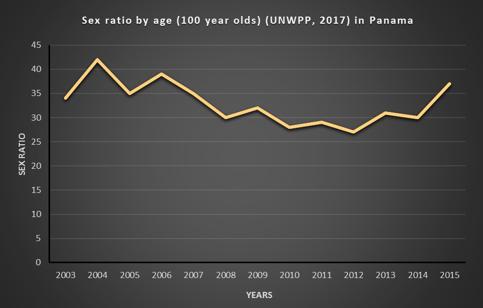 Sex ratio by age (100 year olds) (UNWPP, 2017) in Panama
45
40
35
30
25
20
15
10
5
0
SEX RATIO
2003 2004 2005 2006 2007 2008 2009 2010 2011 2012 2013 2014 2015
YEARS